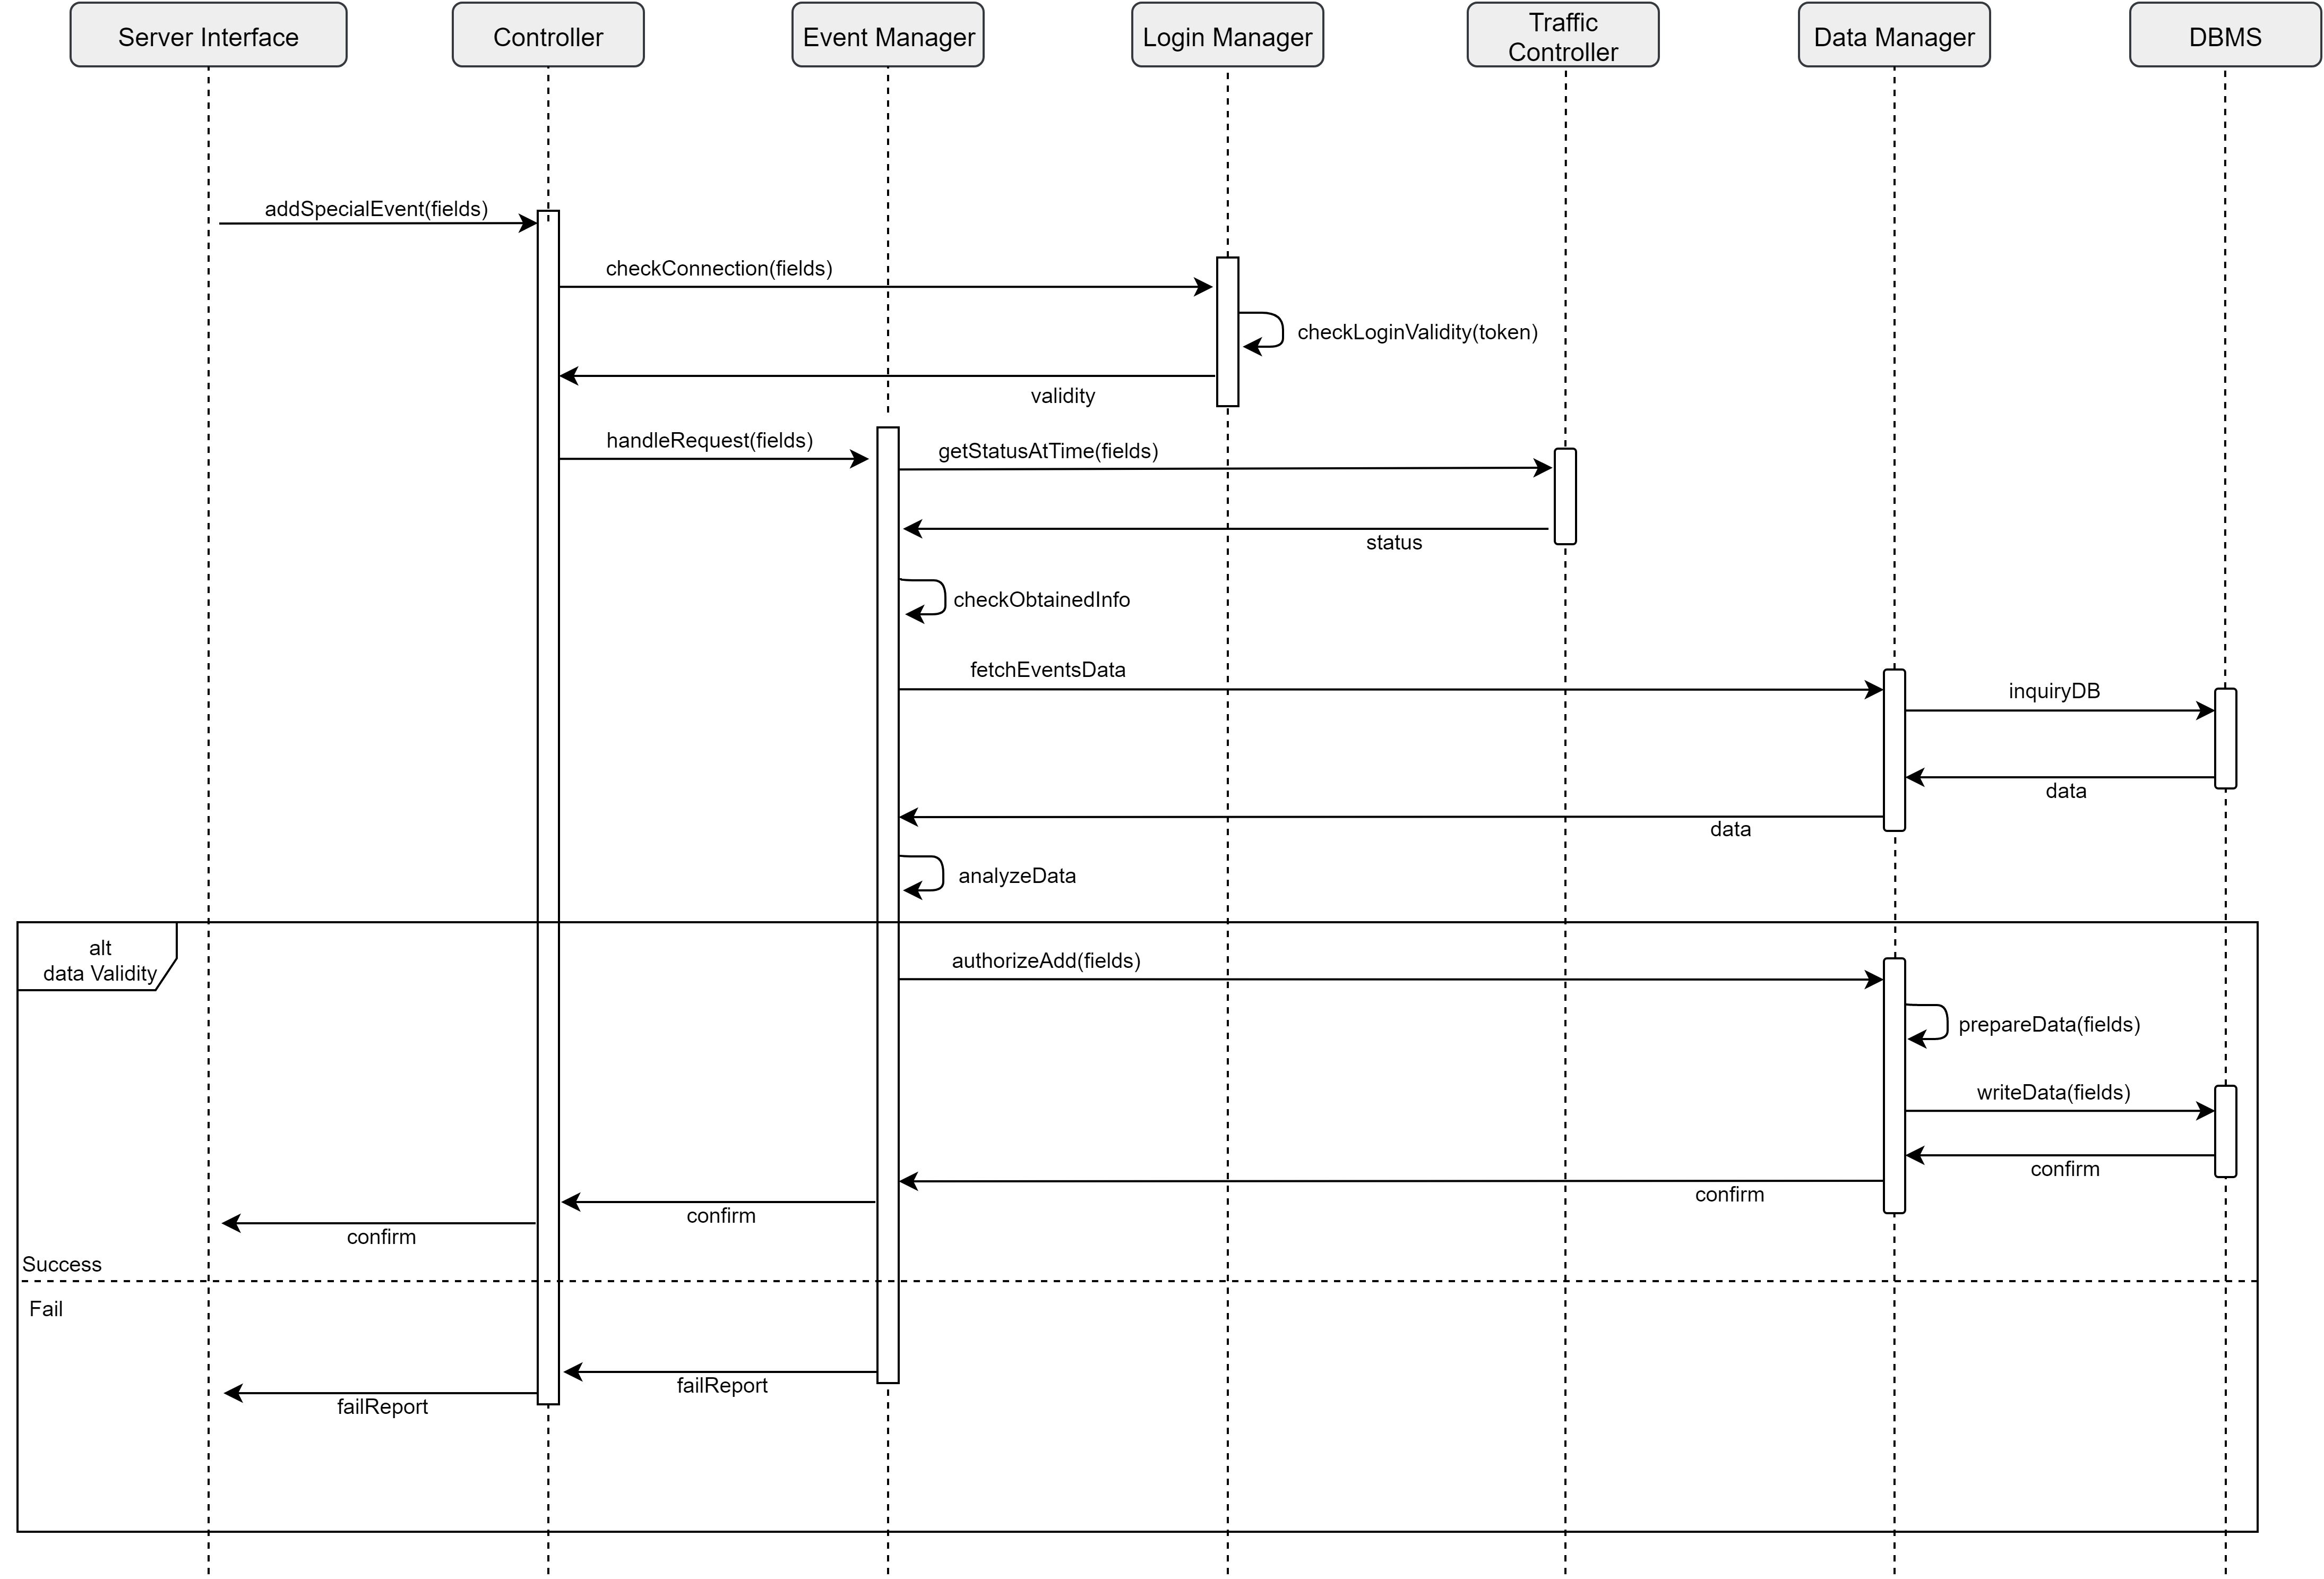 Server Interface
Controller
Event Manager
Login Manager
Traffic
Controller
Data Manager
DBMS
addSpecialEvent(fields)
checkConnection(fields)
checkLoginValidity(token)
validity
handleRequest(fields)
getStatusAtTime(fields)
status
checkObtainedInfo
fetchEventsData
inquiryDB
data
data
analyzeData
alt
data Validity
authorizeAdd(fields)
prepareData(fields)
writeData(fields)
confirm
confirm
confirm
confirm
Success
Fail
failReport
failReport